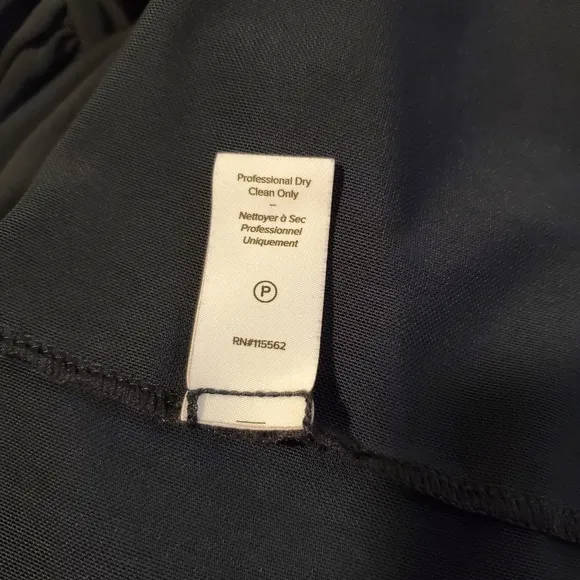 Professional Dry
Clean Only
–
Nettoyer à Sec
Professionnel
Uniquement
P
RN#115562